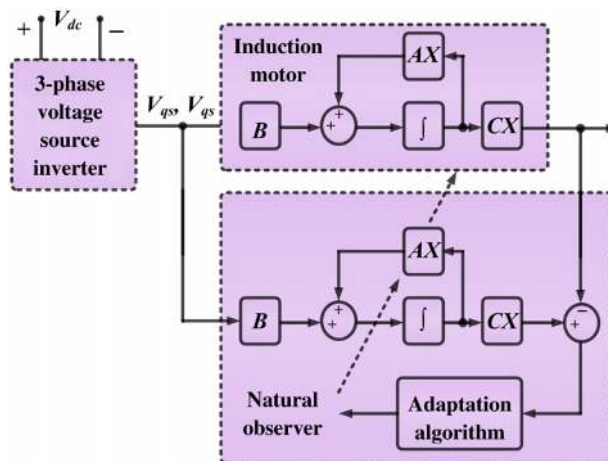 + V_dc −
3-phase
voltage
source
inverter
V_qs, V_qs
Induction
motor
AX
B
+ +
∫
CX
AX
B
+ +
∫
CX
+ −
Natural
observer
Adaptation
algorithm